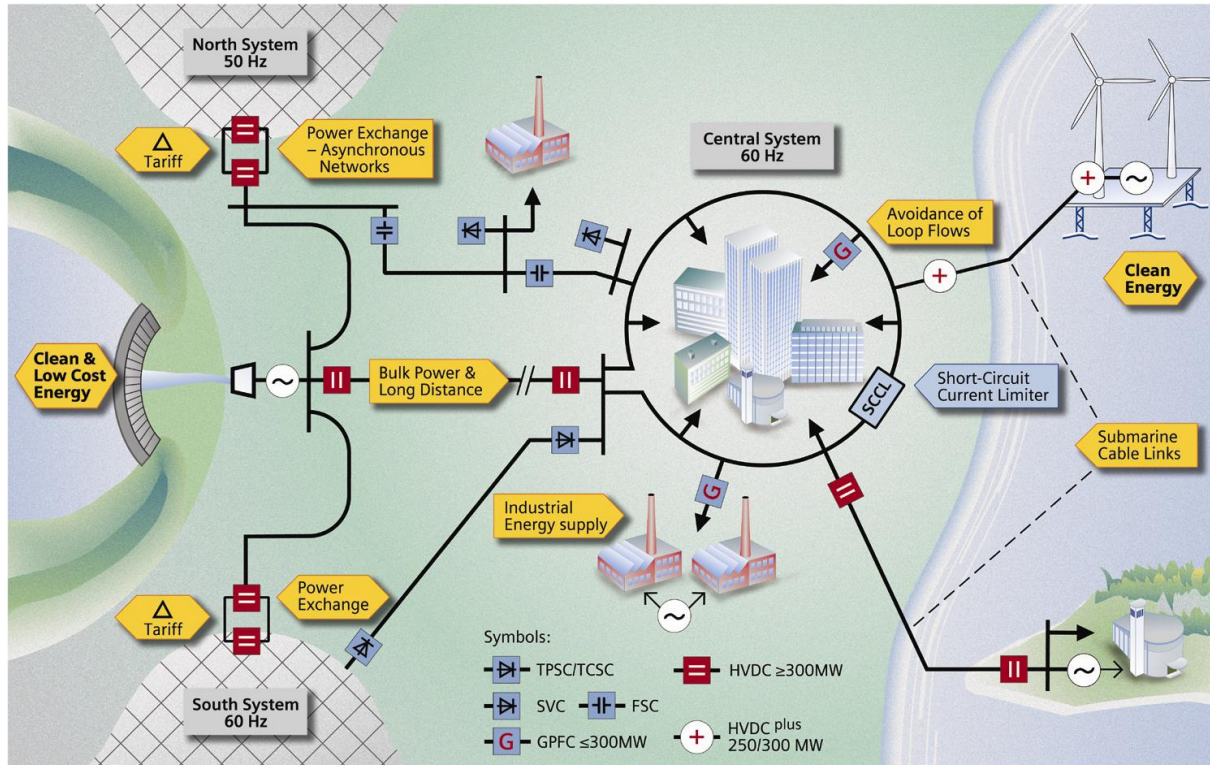 North System
50 Hz
Δ
Tariff
Power Exchange
– Asynchronous
Networks
Central System
60 Hz
Avoidance of
Loop Flows
G
+
~
+
Clean
Energy
Clean &
Low Cost
Energy
~
Bulk Power &
Long Distance
SCCL
Short-Circuit
Current Limiter
Submarine
Cable Links
G
Industrial
Energy supply
~
Δ
Tariff
Power
Exchange
South System
60 Hz
~
Symbols:
TPSC/TCSC
HVDC ≥300MW
SVC
FSC
G
GPFC ≤300MW
+
HVDC plus
250/300 MW